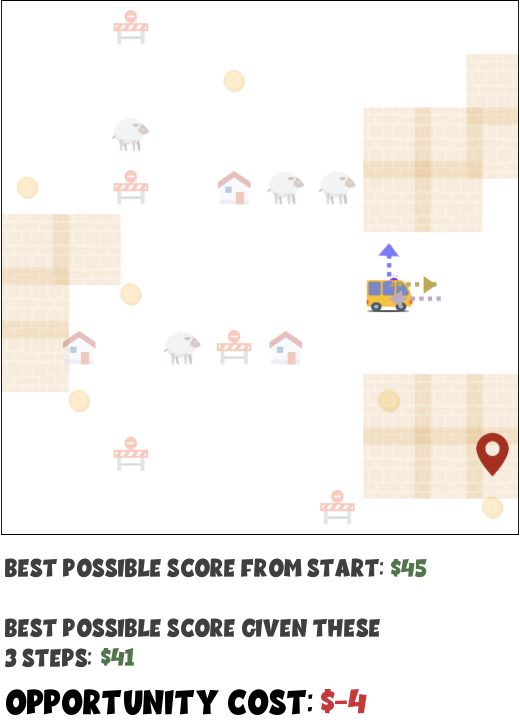 BEST POSSIBLE SCORE FROM START: $45
BEST POSSIBLE SCORE GIVEN THESE
3 STEPS: $41
OPPORTUNITY COST: $-4